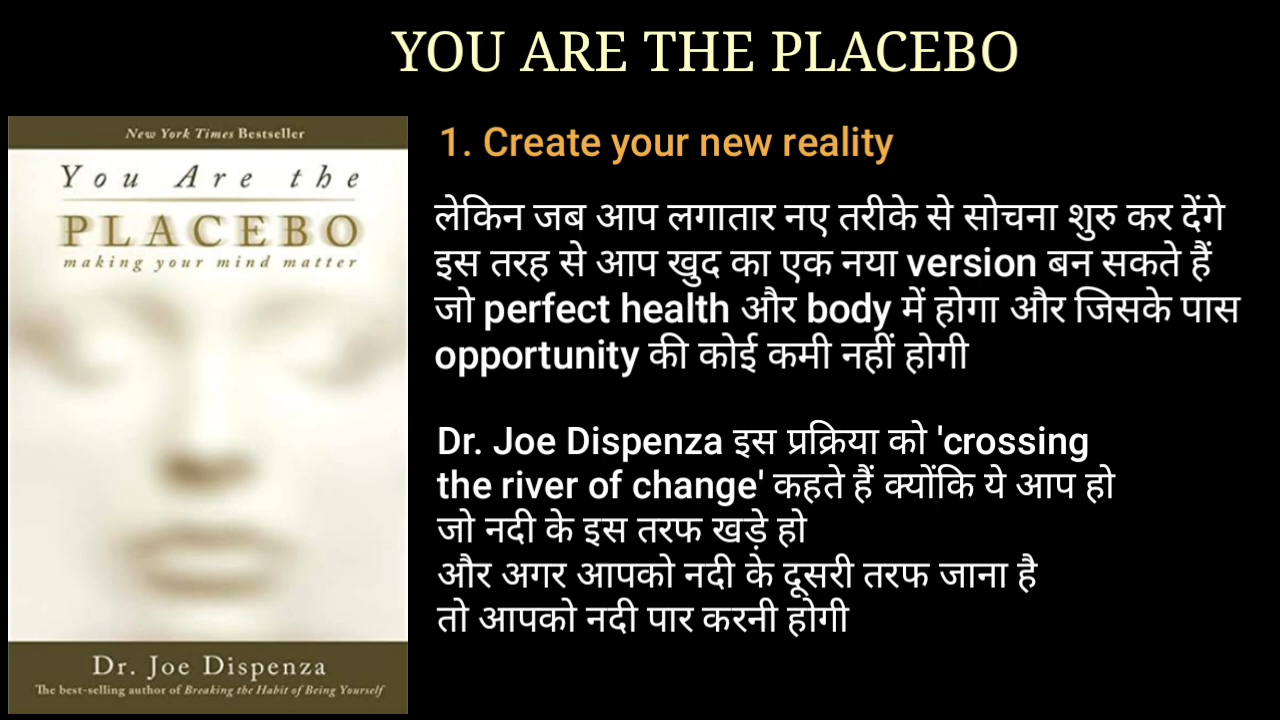 YOU ARE THE PLACEBO
New York Times Bestseller
You Are the
PLACEBO
making your mind matter
Dr. Joe Dispenza
The best-selling author of Breaking the Habit of Being Yourself
1. Create your new reality
लेकिन जब आप लगातार नए तरीके से सोचना शुरु कर देंगे
इस तरह से आप खुद का एक नया version बन सकते हैं
जो perfect health और body में होगा और जिसके पास
opportunity की कोई कमी नहीं होगी
Dr. Joe Dispenza इस प्रक्रिया को 'crossing
the river of change' कहते हैं क्योंकि ये आप हो
जो नदी के इस तरफ खड़े हो
और अगर आपको नदी के दूसरी तरफ जाना है
तो आपको नदी पार करनी होगी